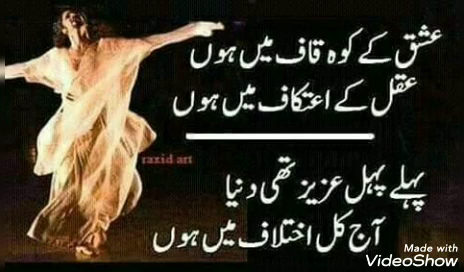 عشق کے کوہ قاف میں ہوں
عقل کے اعتکاف میں ہوں
razid art
پہلے پہل عزیز تھی دنیا
آج کل اختلاف میں ہوں
Made with
VideoShow